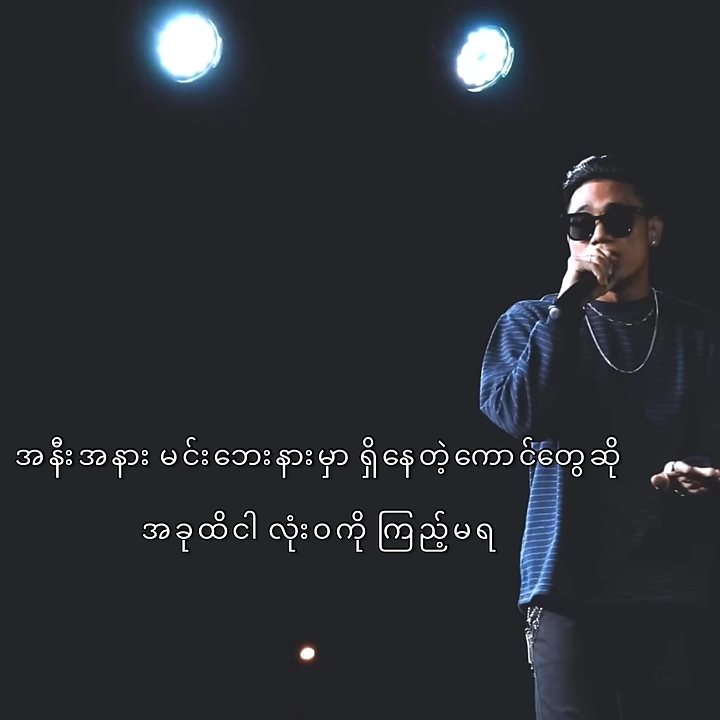 အနီးအနား မင်းဘေးနားမှာ ရှိနေတဲ့ကောင်တွေဆို
အခုထိငါ လုံးဝကို ကြည့်မရ